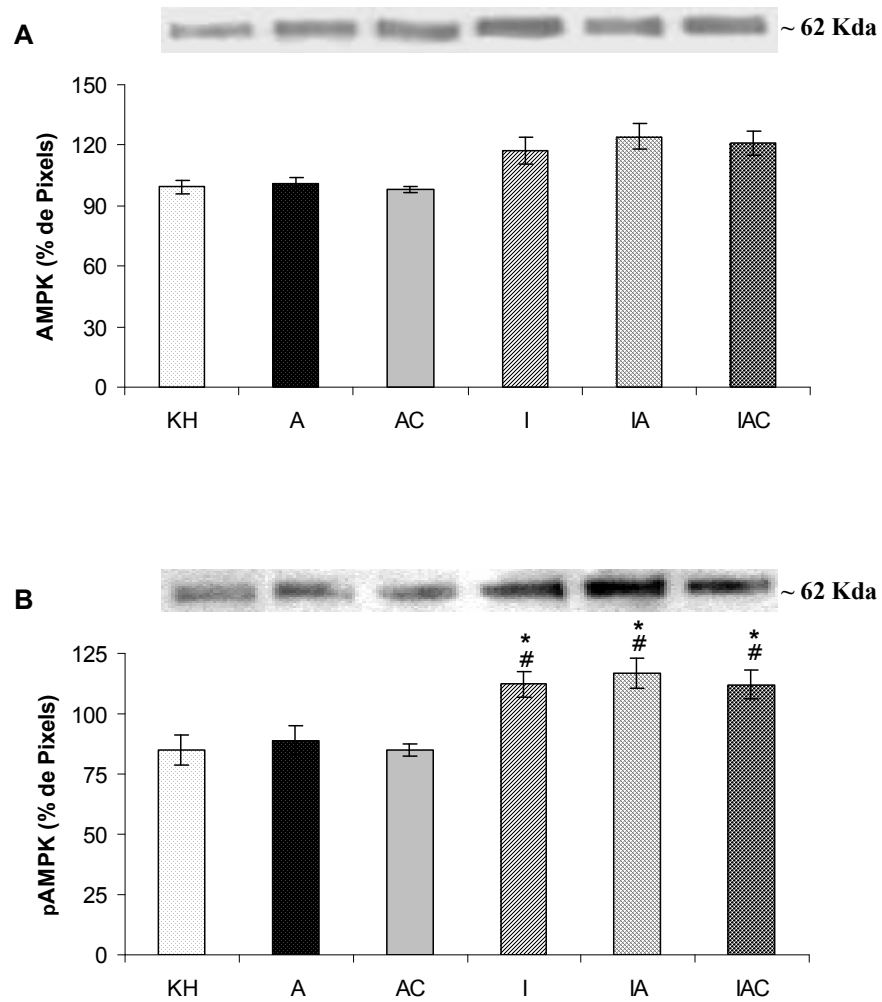 A
~ 62 Kda
150
120
90
60
30
0
AMPK (% de Pixels)
KH A AC I IA IAC
B
~ 62 Kda
125
100
75
50
25
0
pAMPK (% de Pixels)
* * *
# # #
KH A AC I IA IAC